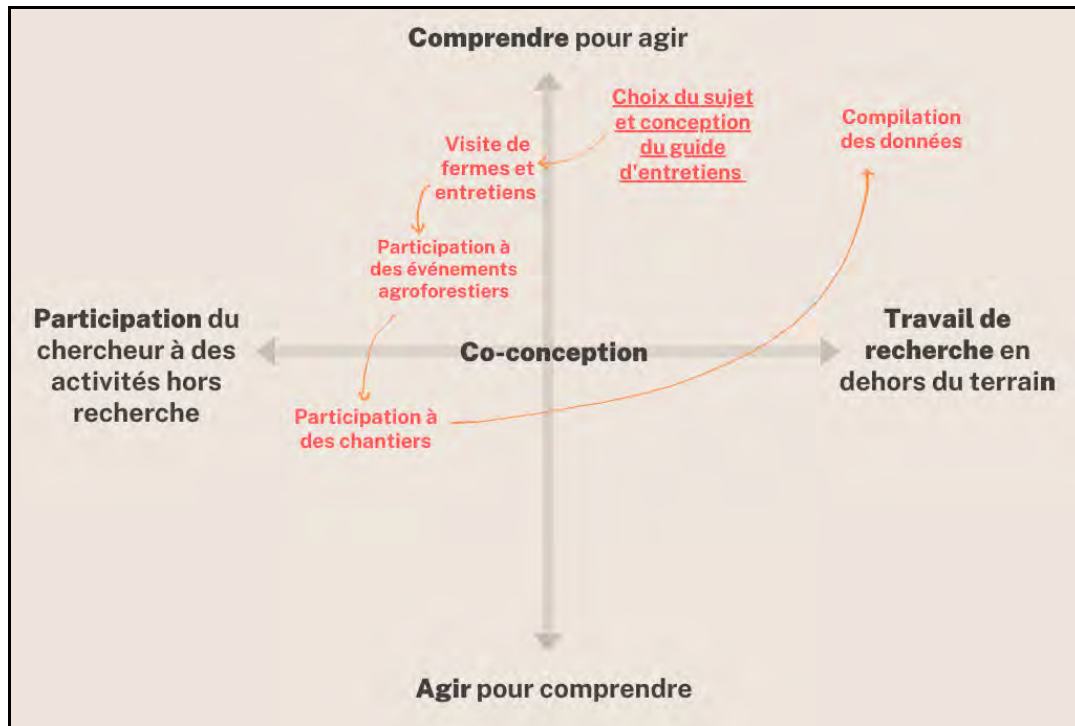 Comprendre pour agir
Choix du sujet
et conception
du guide
d'entretiens
Compilation
des données
Visite de
fermes et
entretiens
Participation à
des événements
agroforestiers
Participation du
chercheur à des
activités hors
recherche
Co-conception
Travail de
recherche en
dehors du terrain
Participation à
des chantiers
Agir pour comprendre